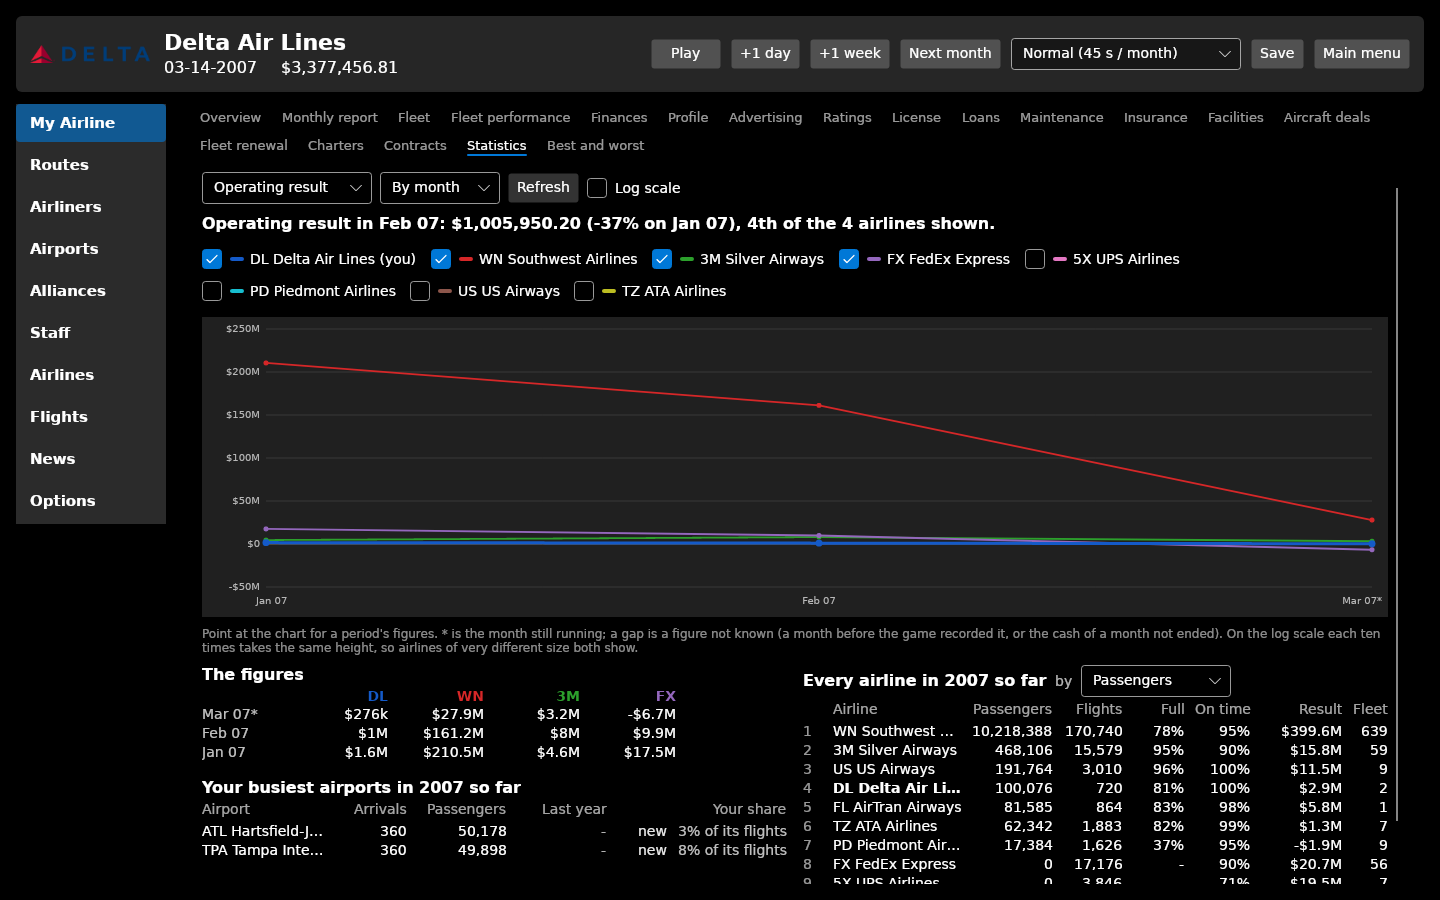 DELTA
Delta Air Lines
03-14-2007 $3,377,456.81
Play +1 day +1 week Next month Normal (45 s / month) Save Main menu
My Airline
Routes
Airliners
Airports
Alliances
Staff
Airlines
Flights
News
Options
Overview Monthly report Fleet Fleet performance Finances Profile Advertising Ratings License Loans Maintenance Insurance Facilities Aircraft deals
Fleet renewal Charters Contracts Statistics Best and worst
Operating result By month Refresh Log scale
Operating result in Feb 07: $1,005,950.20 (-37% on Jan 07), 4th of the 4 airlines shown.
DL Delta Air Lines (you) WN Southwest Airlines 3M Silver Airways FX FedEx Express 5X UPS Airlines
PD Piedmont Airlines US US Airways TZ ATA Airlines
$250M
$200M
$150M
$100M
$50M
$0
-$50M
Jan 07 Feb 07 Mar 07*
Point at the chart for a period's figures. * is the month still running; a gap is a figure not known (a month before the game recorded it, or the cash of a month not ended). On the log scale each ten
times takes the same height, so airlines of very different size both show.
The figures
DL WN 3M FX
Mar 07* $276k $27.9M $3.2M -$6.7M
Feb 07 $1M $161.2M $8M $9.9M
Jan 07 $1.6M $210.5M $4.6M $17.5M
Your busiest airports in 2007 so far
Airport Arrivals Passengers Last year Your share
ATL Hartsfield-J... 360 50,178 - new 3% of its flights
TPA Tampa Inte... 360 49,898 - new 8% of its flights
Every airline in 2007 so far by Passengers
Airline Passengers Flights Full On time Result Fleet
1 WN Southwest ... 10,218,388 170,740 78% 95% $399.6M 639
2 3M Silver Airways 468,106 15,579 95% 90% $15.8M 59
3 US US Airways 191,764 3,010 96% 100% $11.5M 9
4 DL Delta Air Li... 100,076 720 81% 100% $2.9M 2
5 FL AirTran Airways 81,585 864 83% 98% $5.8M 1
6 TZ ATA Airlines 62,342 1,883 82% 99% $1.3M 7
7 PD Piedmont Air... 17,384 1,626 37% 95% -$1.9M 9
8 FX FedEx Express 0 17,176 - 90% $20.7M 56
9 5X UPS Airlines 0 3,846 71% $19.5M 7